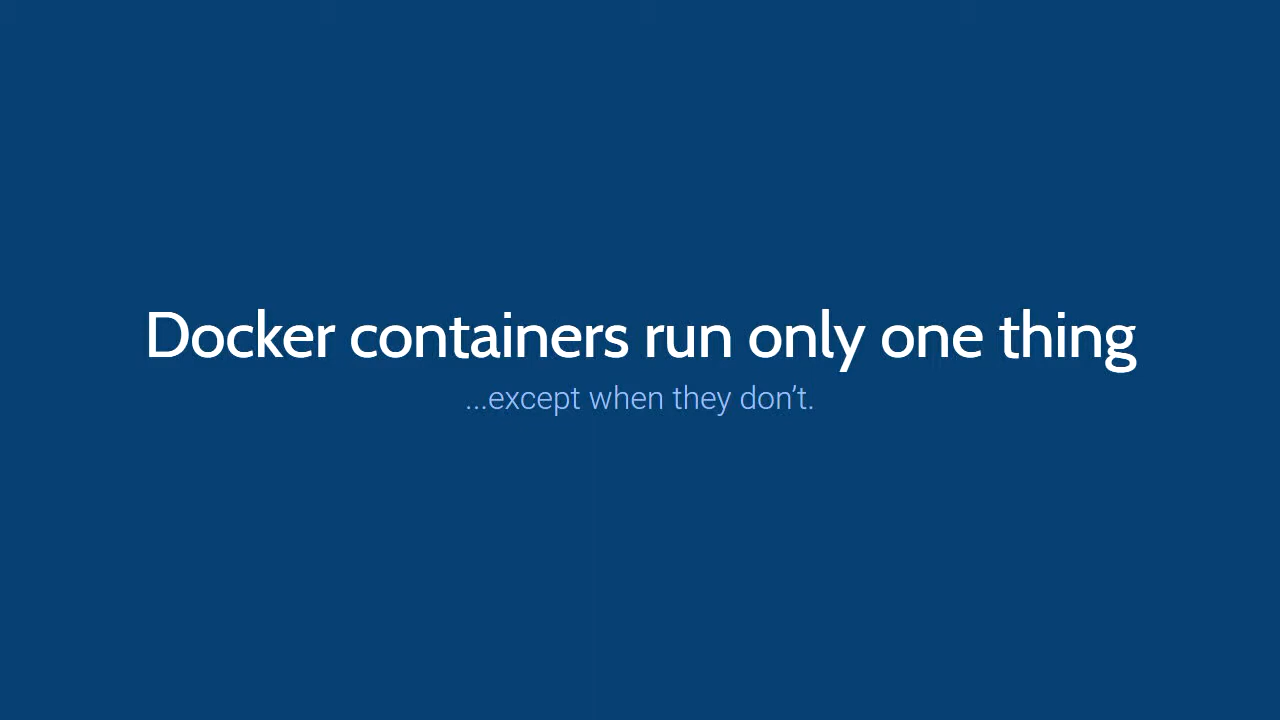 Docker containers run only one thing
...except when they don’t.